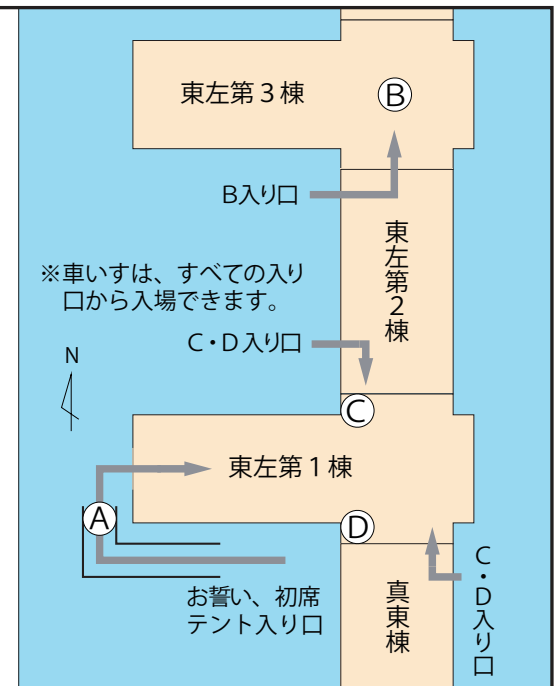 東左第3棟
B
B入り口
東左第2棟
※車いすは、すべての入り
口から入場できます。
C・D入り口
N
C
東左第1棟
A
D
お誓い、初席
テント入り口
真東棟
C・D入り口